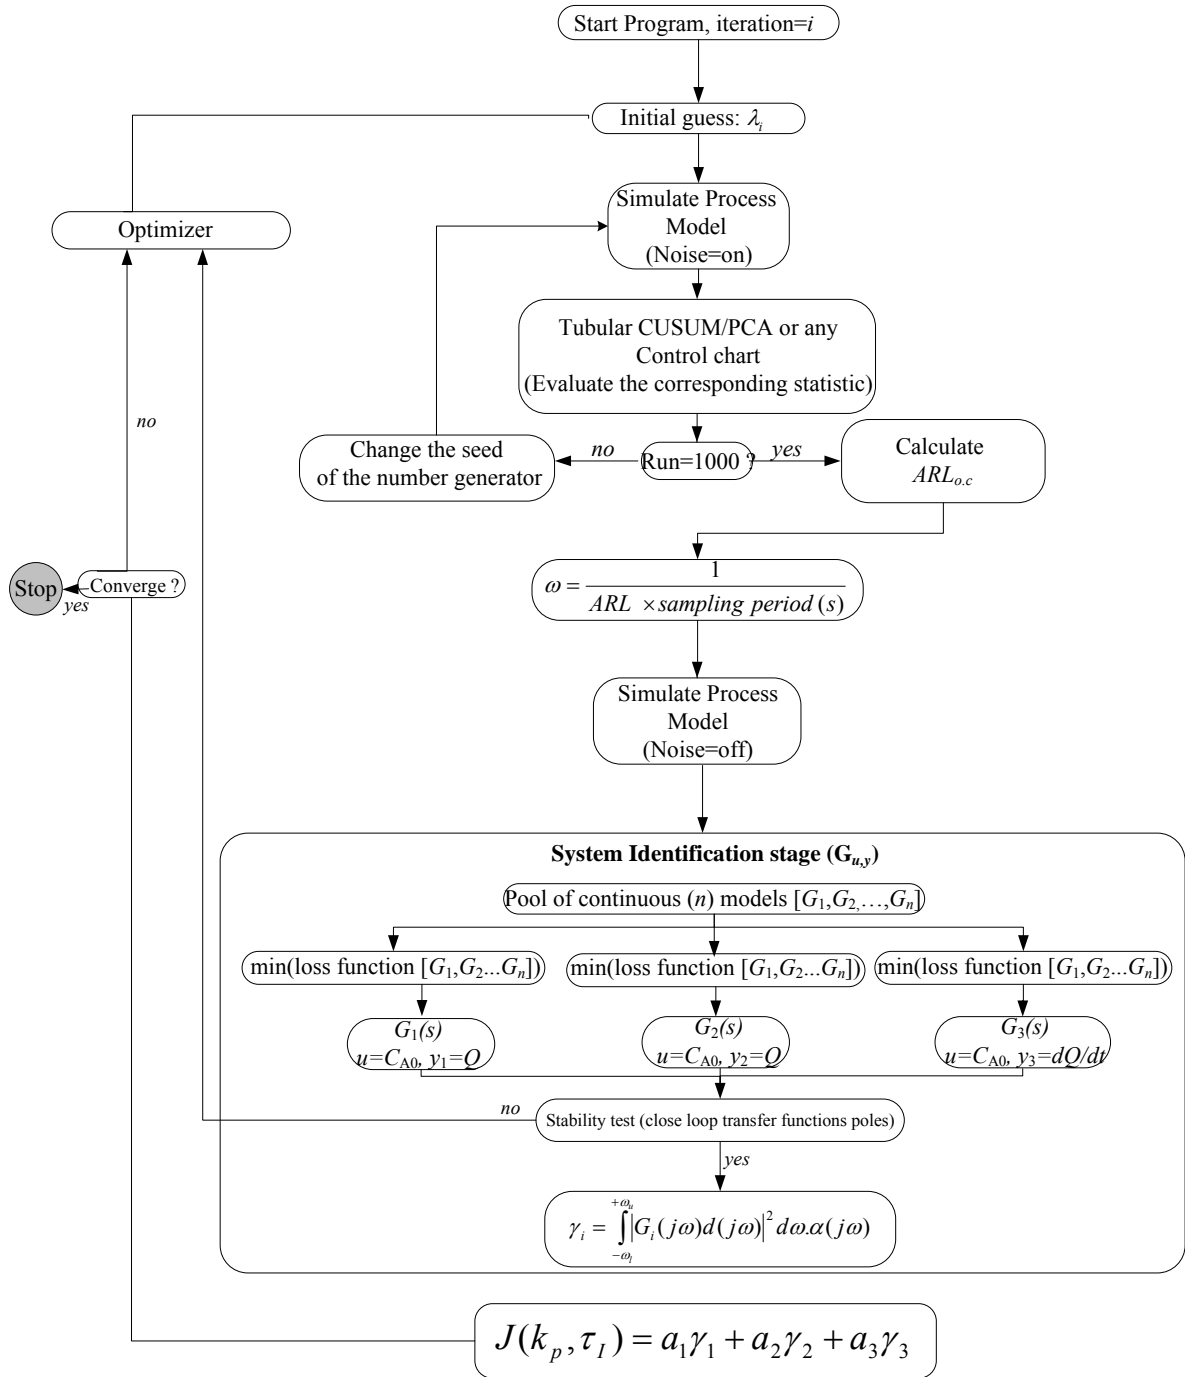 Start Program, iteration=i
Initial guess: λi
Simulate Process
Model
(Noise=on)
Optimizer
Tubular CUSUM/PCA or any
Control chart
(Evaluate the corresponding statistic)
no
Change the seed
of the number generator
no
Run=1000 ?
yes
Calculate
ARLo.c
Stop
yes
Converge ?
ω = 1 / (ARL × sampling period (s))
Simulate Process
Model
(Noise=off)
System Identification stage (Gu,y)
Pool of continuous (n) models [G1,G2,…,Gn]
min(loss function [G1,G2...Gn])
min(loss function [G1,G2...Gn])
min(loss function [G1,G2...Gn])
G1(s)
u=CA0, y1=Q
G2(s)
u=CA0, y2=Q
G3(s)
u=CA0, y3=dQ/dt
no
Stability test (close loop transfer functions poles)
yes
γi = ∫−ωl+ωu |Gi(jω)d(jω)|² dω.α(jω)
J(kp,τI) = a1γ1 + a2γ2 + a3γ3